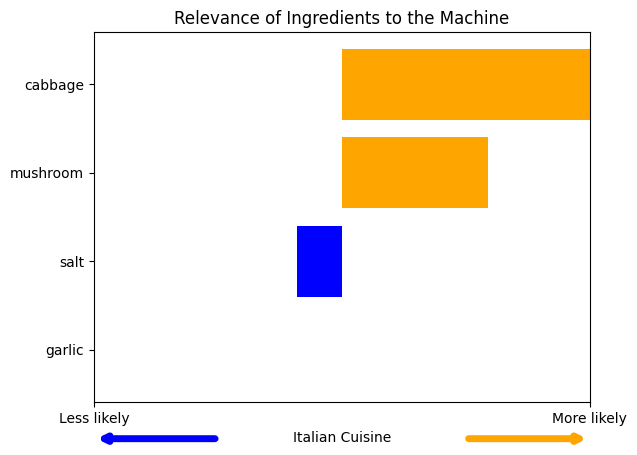 Relevance of Ingredients to the Machine
cabbage
mushroom
salt
garlic
Less likely
More likely
Italian Cuisine